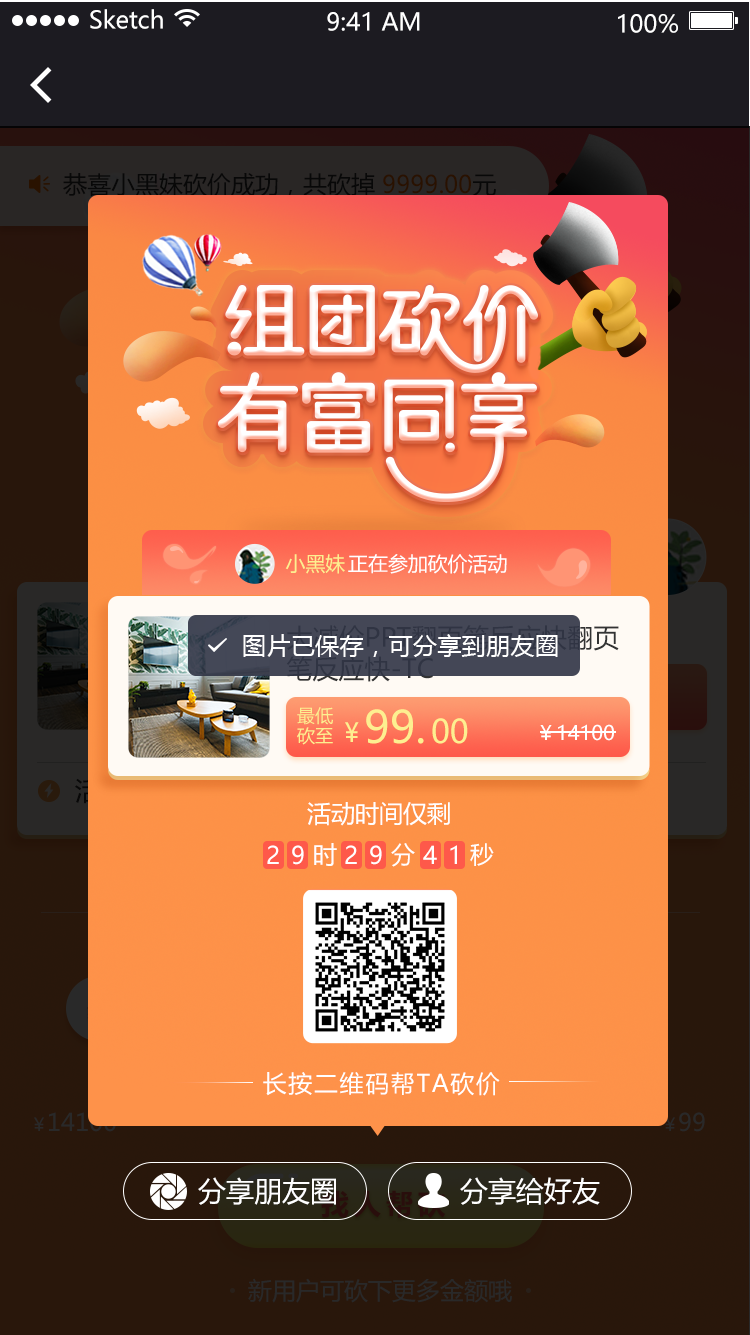 Sketch 9:41 AM 100%
恭喜小黑妹砍价成功，共砍掉 9999.00元
组团砍价
有富同享
小黑妹正在参加砍价活动
图片已保存，可分享到朋友圈
翻页
笔反应快-TC
最低
砍至
¥99.00
¥14100
活动时间仅剩
29时29分41秒
长按二维码帮TA砍价
¥99
分享朋友圈
分享给好友
新用户可砍下更多金额哦